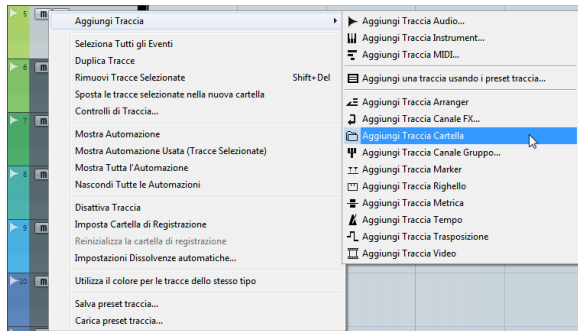 5 m
6 m
7 m
8 m
9 m
10 m
Aggiungi Traccia
Seleziona Tutti gli Eventi
Duplica Tracce
Rimuovi Tracce Selezionate Shift+Del
Sposta le tracce selezionate nella nuova cartella
Controlli di Traccia...
Mostra Automazione
Mostra Automazione Usata (Tracce Selezionate)
Mostra Tutta l'Automazione
Nascondi Tutte le Automazioni
Disattiva Traccia
Imposta Cartella di Registrazione
Reinizializza la cartella di registrazione
Impostazioni Dissolvenze automatiche...
Utilizza il colore per le tracce dello stesso tipo
Salva preset traccia...
Carica preset traccia...
Aggiungi Traccia Audio...
Aggiungi Traccia Instrument...
Aggiungi Traccia MIDI...
Aggiungi una traccia usando i preset traccia...
Aggiungi Traccia Arranger
Aggiungi Traccia Canale FX...
Aggiungi Traccia Cartella
Aggiungi Traccia Canale Gruppo...
Aggiungi Traccia Marker
Aggiungi Traccia Righello
Aggiungi Traccia Metrica
Aggiungi Traccia Tempo
Aggiungi Traccia Trasposizione
Aggiungi Traccia Video